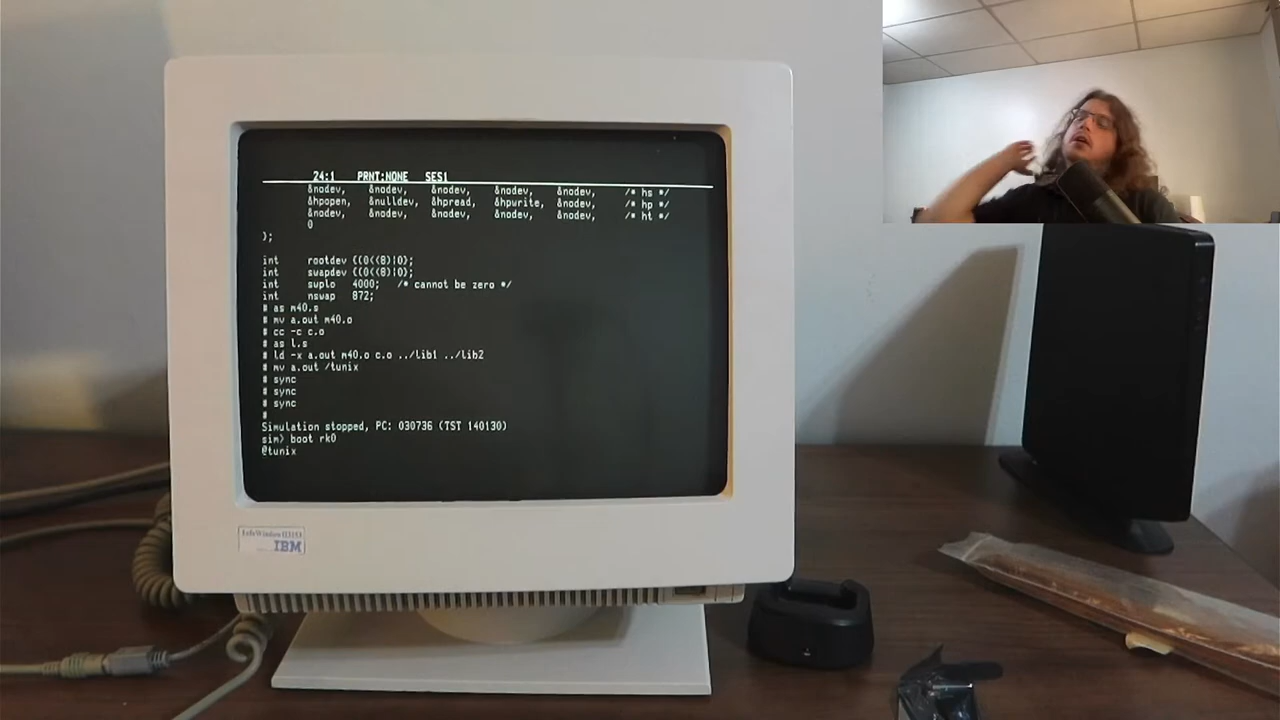 24:1 PRNT:NONE SES1
&nodev, &nodev, &nodev, &nodev, &nodev, /* hs */
&hpopen, &nulldev, &hpread, &hpwrite, &nodev, /* hp */
&nodev, &nodev, &nodev, &nodev, &nodev, /* ht */
0
);
int rootdev {(0<<8)|0};
int swapdev {(0<<8)|0};
int swplo 4000; /* cannot be zero */
int nswap 872;
# as m40.s
# mv a.out m40.o
# cc -c c.o
# as l.s
# ld -x a.out m40.o c.o ../lib1 ../lib2
# mv a.out /tunix
# sync
# sync
# sync
#
Simulation stopped, PC: 030736 (TST 140130)
sim> boot rk0
@tunix
InfoWindow II 3153
IBM